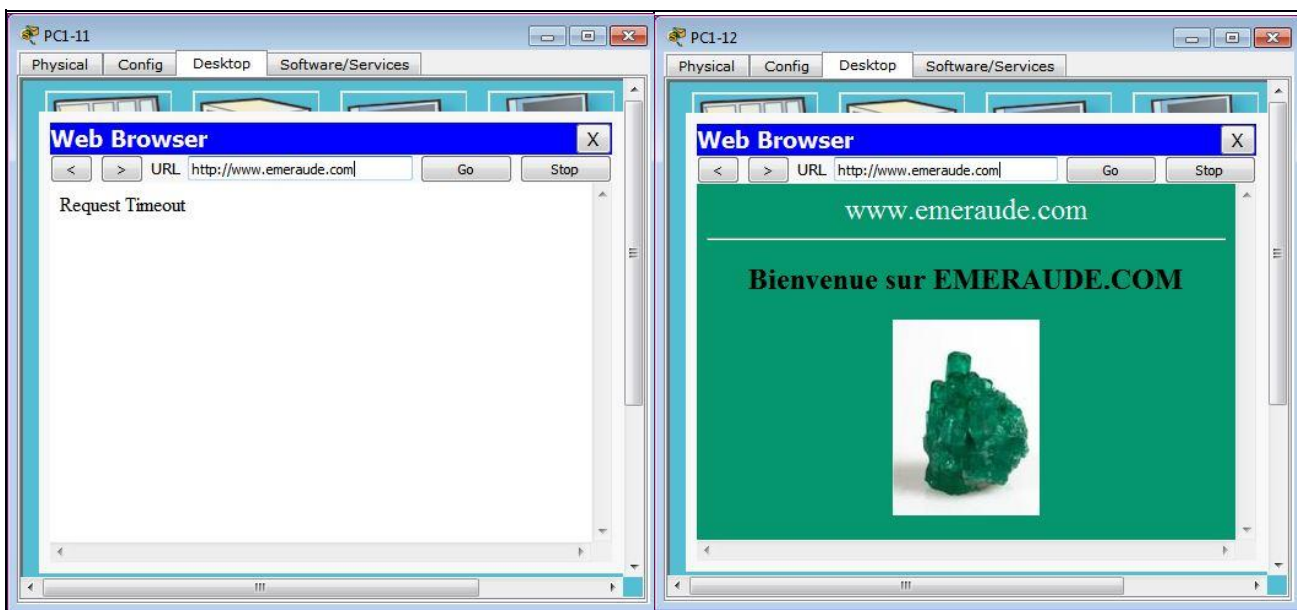 PC1-11
Physical Config Desktop Software/Services
Web Browser X
< > URL http://www.emeraude.com Go Stop
Request Timeout
PC1-12
Physical Config Desktop Software/Services
Web Browser X
< > URL http://www.emeraude.com Go Stop
www.emeraude.com
Bienvenue sur EMERAUDE.COM